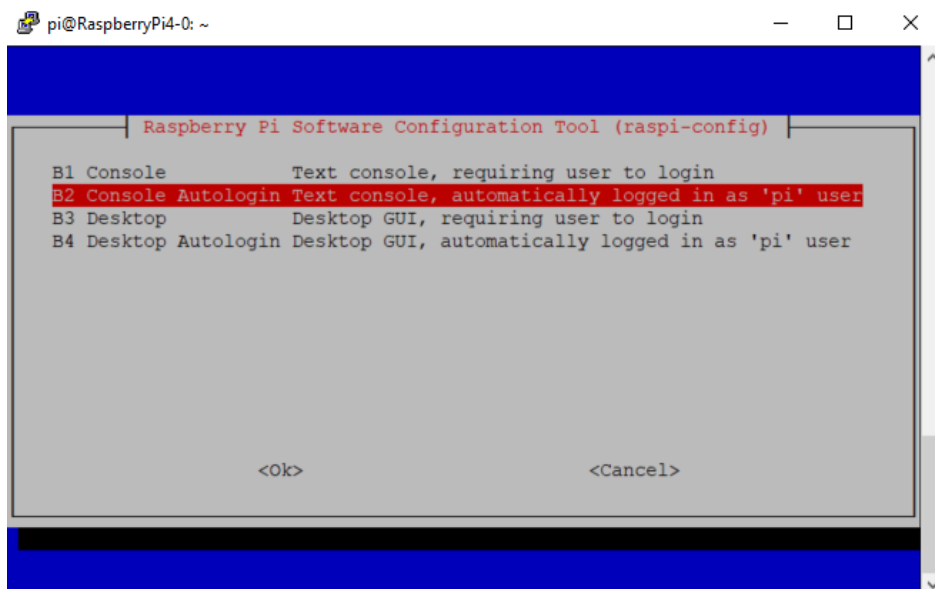 pi@RaspberryPi4-0: ~
Raspberry Pi Software Configuration Tool (raspi-config)
B1 Console Text console, requiring user to login
B2 Console Autologin Text console, automatically logged in as 'pi' user
B3 Desktop Desktop GUI, requiring user to login
B4 Desktop Autologin Desktop GUI, automatically logged in as 'pi' user
<Ok> <Cancel>